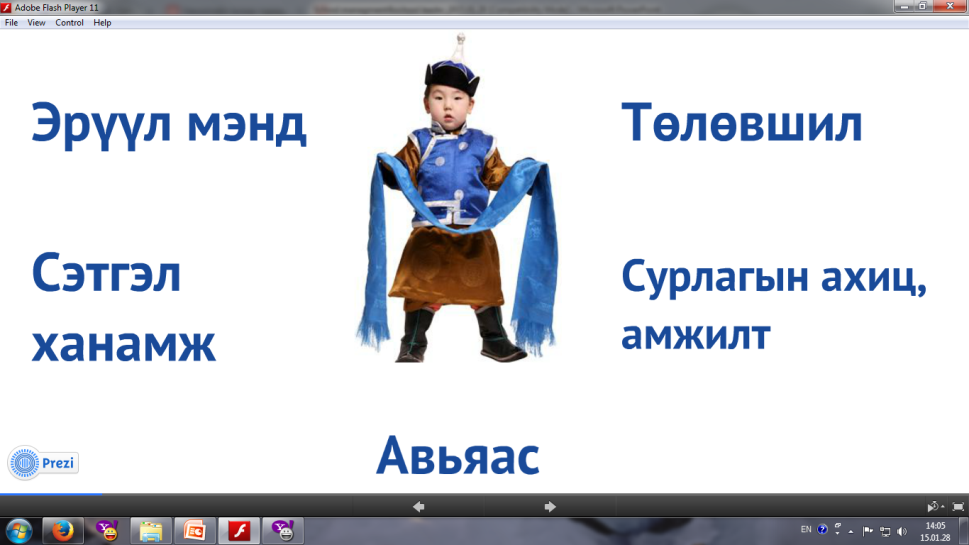 Adobe Flash Player 11
File View Control Help
Эрүүл мэнд
Төлөвшил
Сэтгэл
ханамж
Сурлагын ахиц,
амжилт
Авьяас
Prezi
EN
14:05
15.01.28